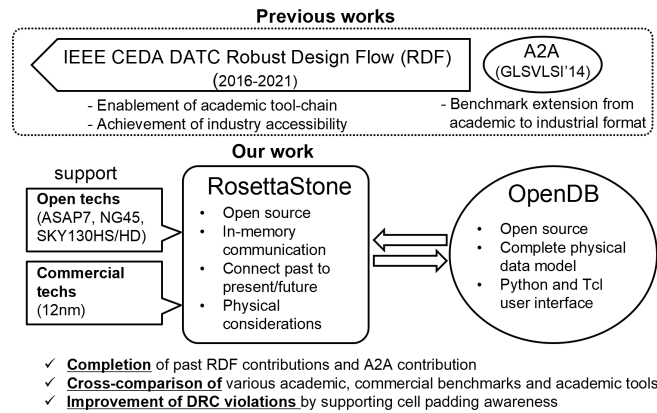 Previous works
IEEE CEDA DATC Robust Design Flow (RDF)
(2016-2021)
A2A
(GLSVLSI'14)
- Enablement of academic tool-chain
- Achievement of industry accessibility
- Benchmark extension from
academic to industrial format
Our work
support
Open techs
(ASAP7, NG45,
SKY130HS/HD)
Commercial
techs
(12nm)
RosettaStone
• Open source
• In-memory
communication
• Connect past to
present/future
• Physical
considerations
OpenDB
• Open source
• Complete physical
data model
• Python and Tcl
user interface
✓ Completion of past RDF contributions and A2A contribution
✓ Cross-comparison of various academic, commercial benchmarks and academic tools
✓ Improvement of DRC violations by supporting cell padding awareness